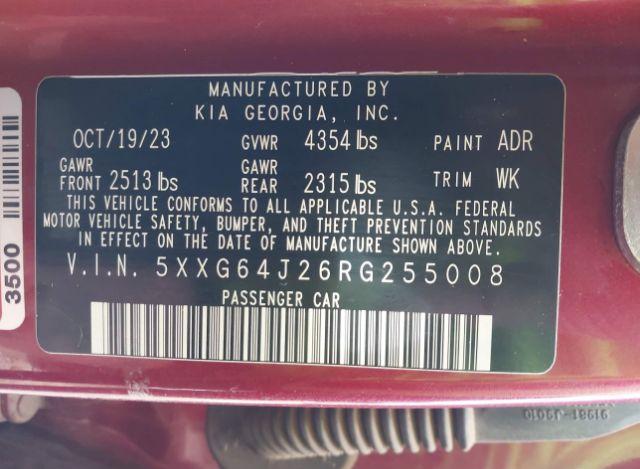 MANUFACTURED BY
KIA GEORGIA, INC.
OCT/19/23 GVWR 4354 lbs PAINT ADR
GAWR FRONT 2513 lbs GAWR REAR 2315 lbs TRIM WK
THIS VEHICLE CONFORMS TO ALL APPLICABLE U.S.A. FEDERAL
MOTOR VEHICLE SAFETY, BUMPER, AND THEFT PREVENTION STANDARDS
IN EFFECT ON THE DATE OF MANUFACTURE SHOWN ABOVE.
V.I.N. 5XXG64J26RG255008
PASSENGER CAR
3500
91981-J9010